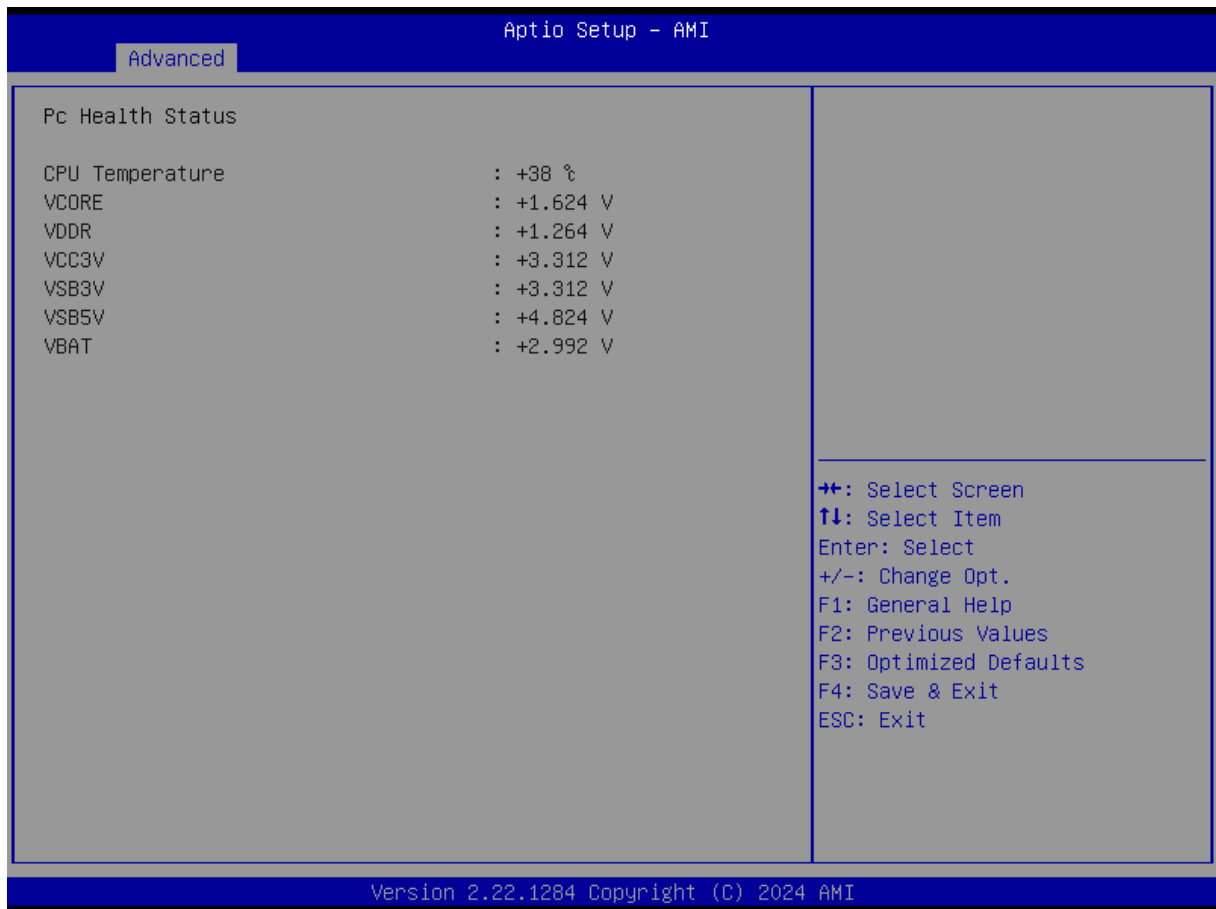 Aptio Setup – AMI
Advanced
Pc Health Status
CPU Temperature : +38 ℃
VCORE : +1.624 V
VDDR : +1.264 V
VCC3V : +3.312 V
VSB3V : +3.312 V
VSB5V : +4.824 V
VBAT : +2.992 V
→←: Select Screen
↑↓: Select Item
Enter: Select
+/-: Change Opt.
F1: General Help
F2: Previous Values
F3: Optimized Defaults
F4: Save & Exit
ESC: Exit
Version 2.22.1284 Copyright (C) 2024 AMI